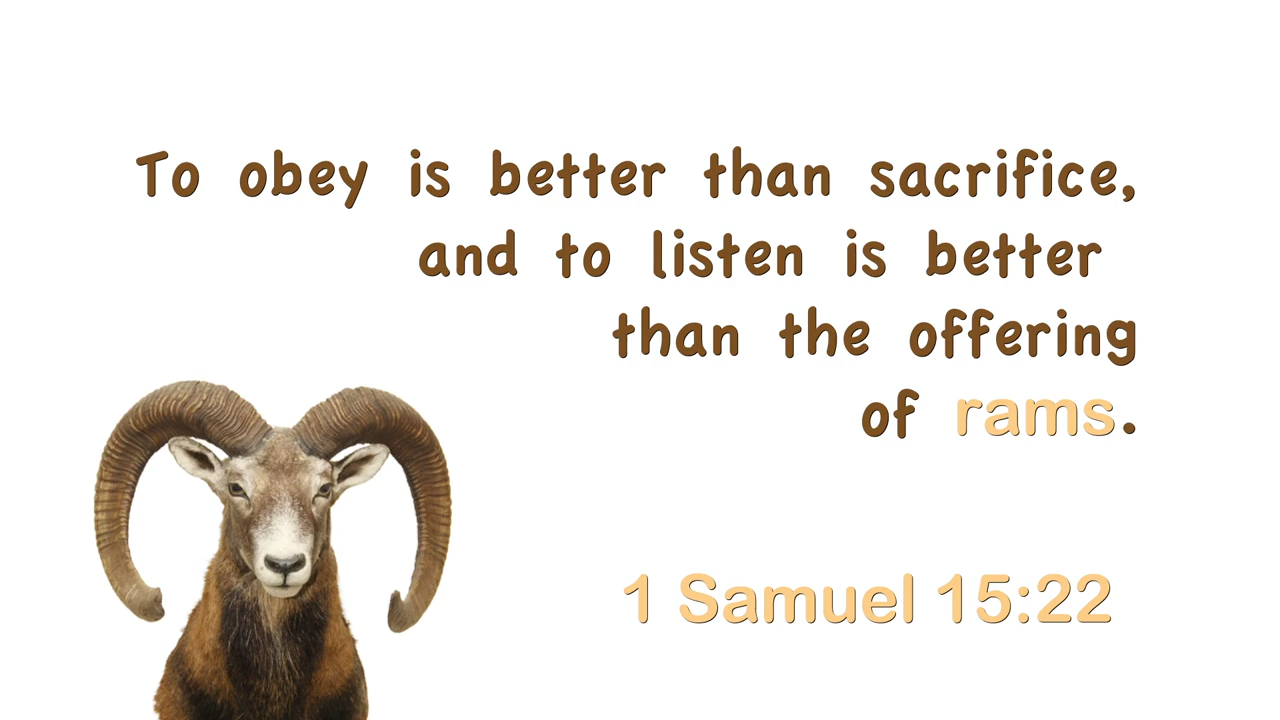 To obey is better than sacrifice,
and to listen is better
than the offering
of rams.
1 Samuel 15:22